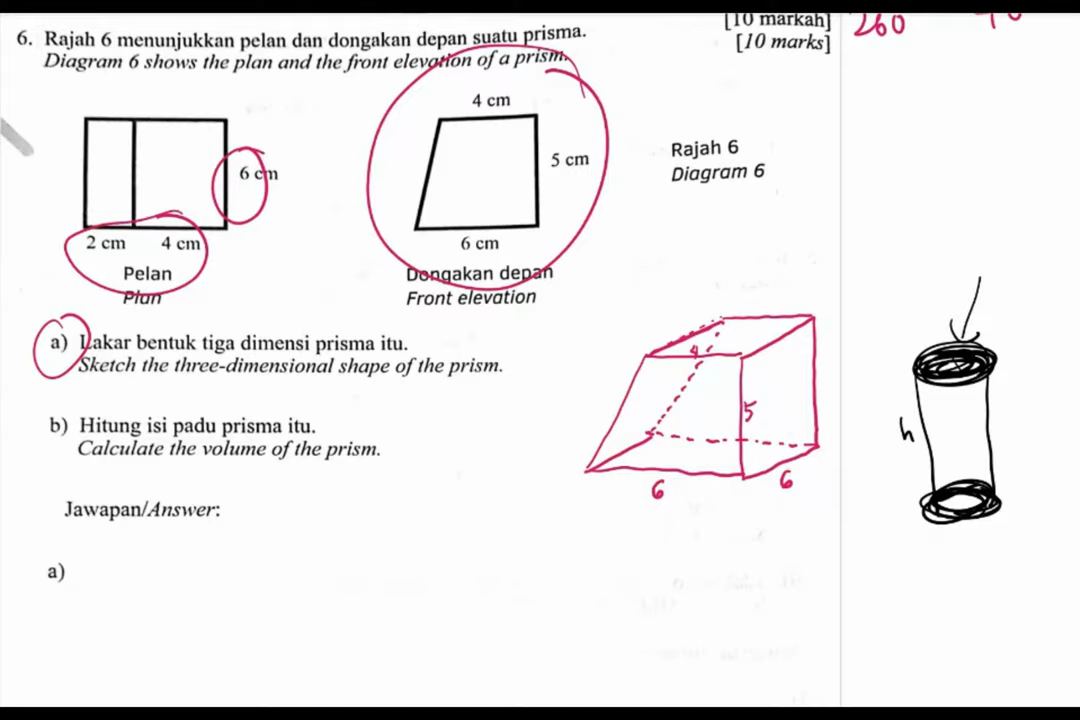 [10 markah]
260
6. Rajah 6 menunjukkan pelan dan dongakan depan suatu prisma.
[10 marks]
Diagram 6 shows the plan and the front elevation of a prism.
4 cm
6 cm
5 cm
Rajah 6
Diagram 6
2 cm 4 cm
6 cm
Pelan
Plan
Dongakan depan
Front elevation
a) Lakar bentuk tiga dimensi prisma itu.
Sketch the three-dimensional shape of the prism.
4
5
6
6
h
b) Hitung isi padu prisma itu.
Calculate the volume of the prism.
Jawapan/Answer:
a)